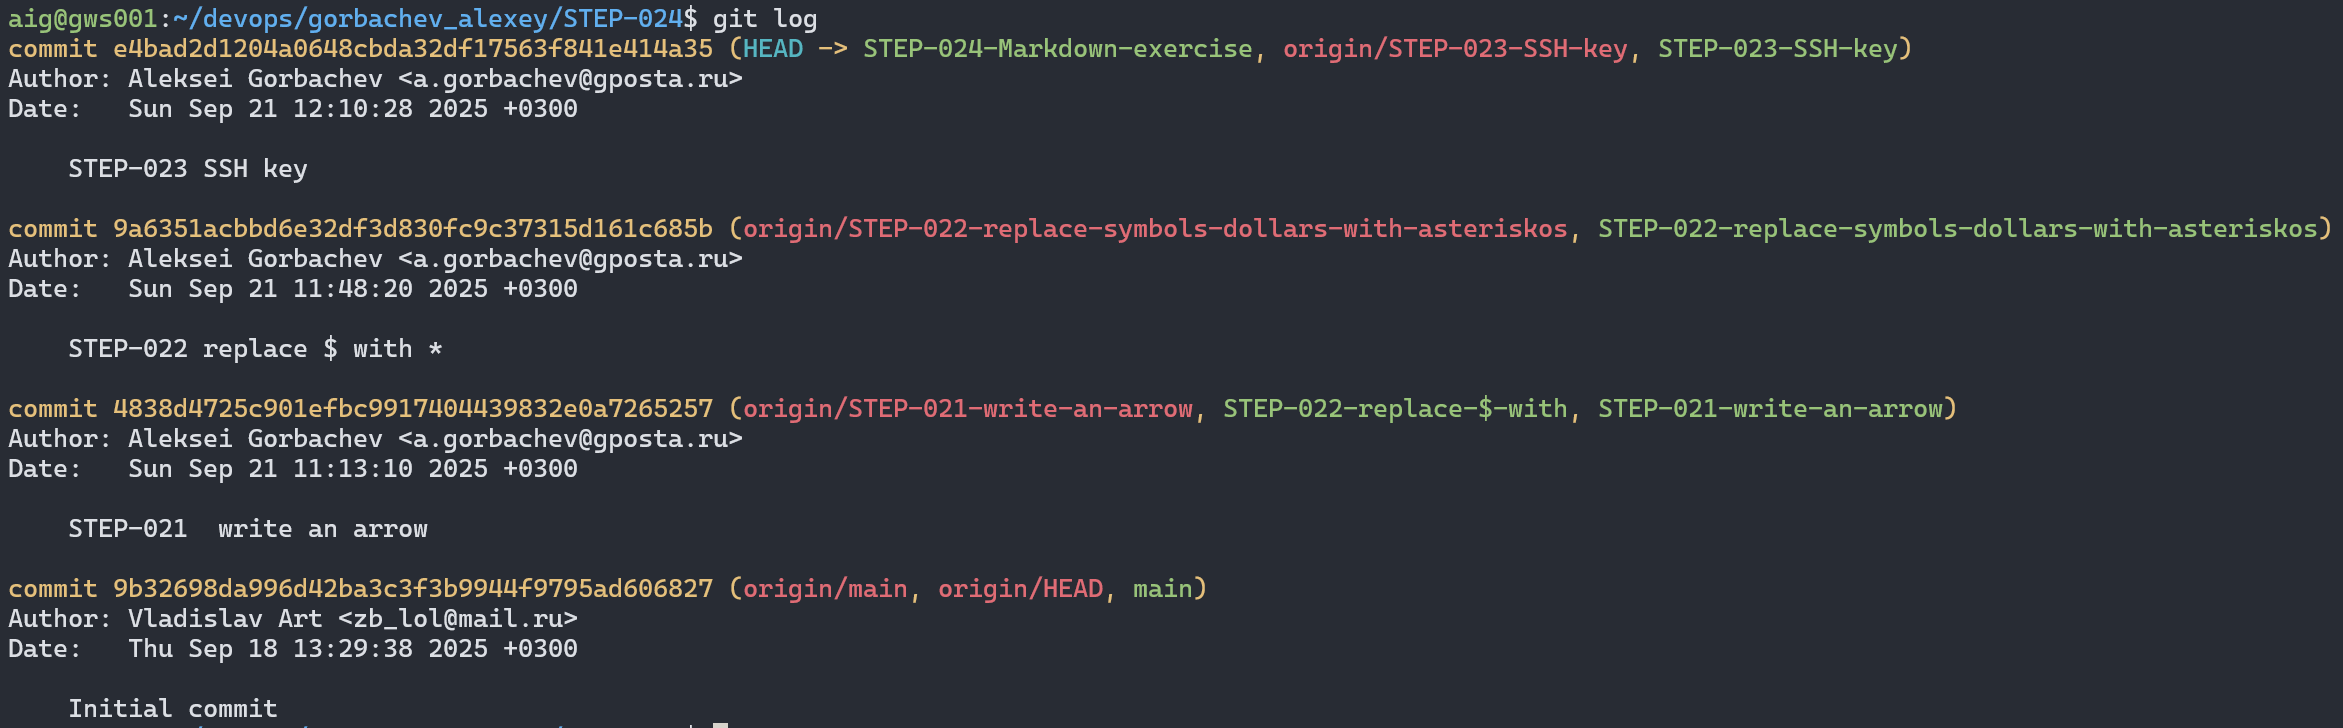 aig@gws001:~/devops/gorbachev_alexey/STEP-024$ git log
commit e4bad2d1204a0648cbda32df17563f841e414a35 (HEAD -> STEP-024-Markdown-exercise, origin/STEP-023-SSH-key, STEP-023-SSH-key)
Author: Aleksei Gorbachev <a.gorbachev@gposta.ru>
Date:   Sun Sep 21 12:10:28 2025 +0300

    STEP-023 SSH key

commit 9a6351acbbd6e32df3d830fc9c37315d161c685b (origin/STEP-022-replace-symbols-dollars-with-asteriskos, STEP-022-replace-symbols-dollars-with-asteriskos)
Author: Aleksei Gorbachev <a.gorbachev@gposta.ru>
Date:   Sun Sep 21 11:48:20 2025 +0300

    STEP-022 replace $ with *

commit 4838d4725c901efbc9917404439832e0a7265257 (origin/STEP-021-write-an-arrow, STEP-022-replace-$-with, STEP-021-write-an-arrow)
Author: Aleksei Gorbachev <a.gorbachev@gposta.ru>
Date:   Sun Sep 21 11:13:10 2025 +0300

    STEP-021  write an arrow

commit 9b32698da996d42ba3c3f3b9944f9795ad606827 (origin/main, origin/HEAD, main)
Author: Vladislav Art <zb_lol@mail.ru>
Date:   Thu Sep 18 13:29:38 2025 +0300

    Initial commit